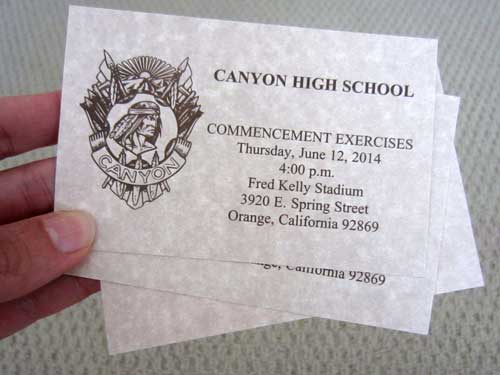 CANYON HIGH SCHOOL
CANYON
COMMENCEMENT EXERCISES
Thursday, June 12, 2014
4:00 p.m.
Fred Kelly Stadium
3920 E. Spring Street
Orange, California 92869
California 92869